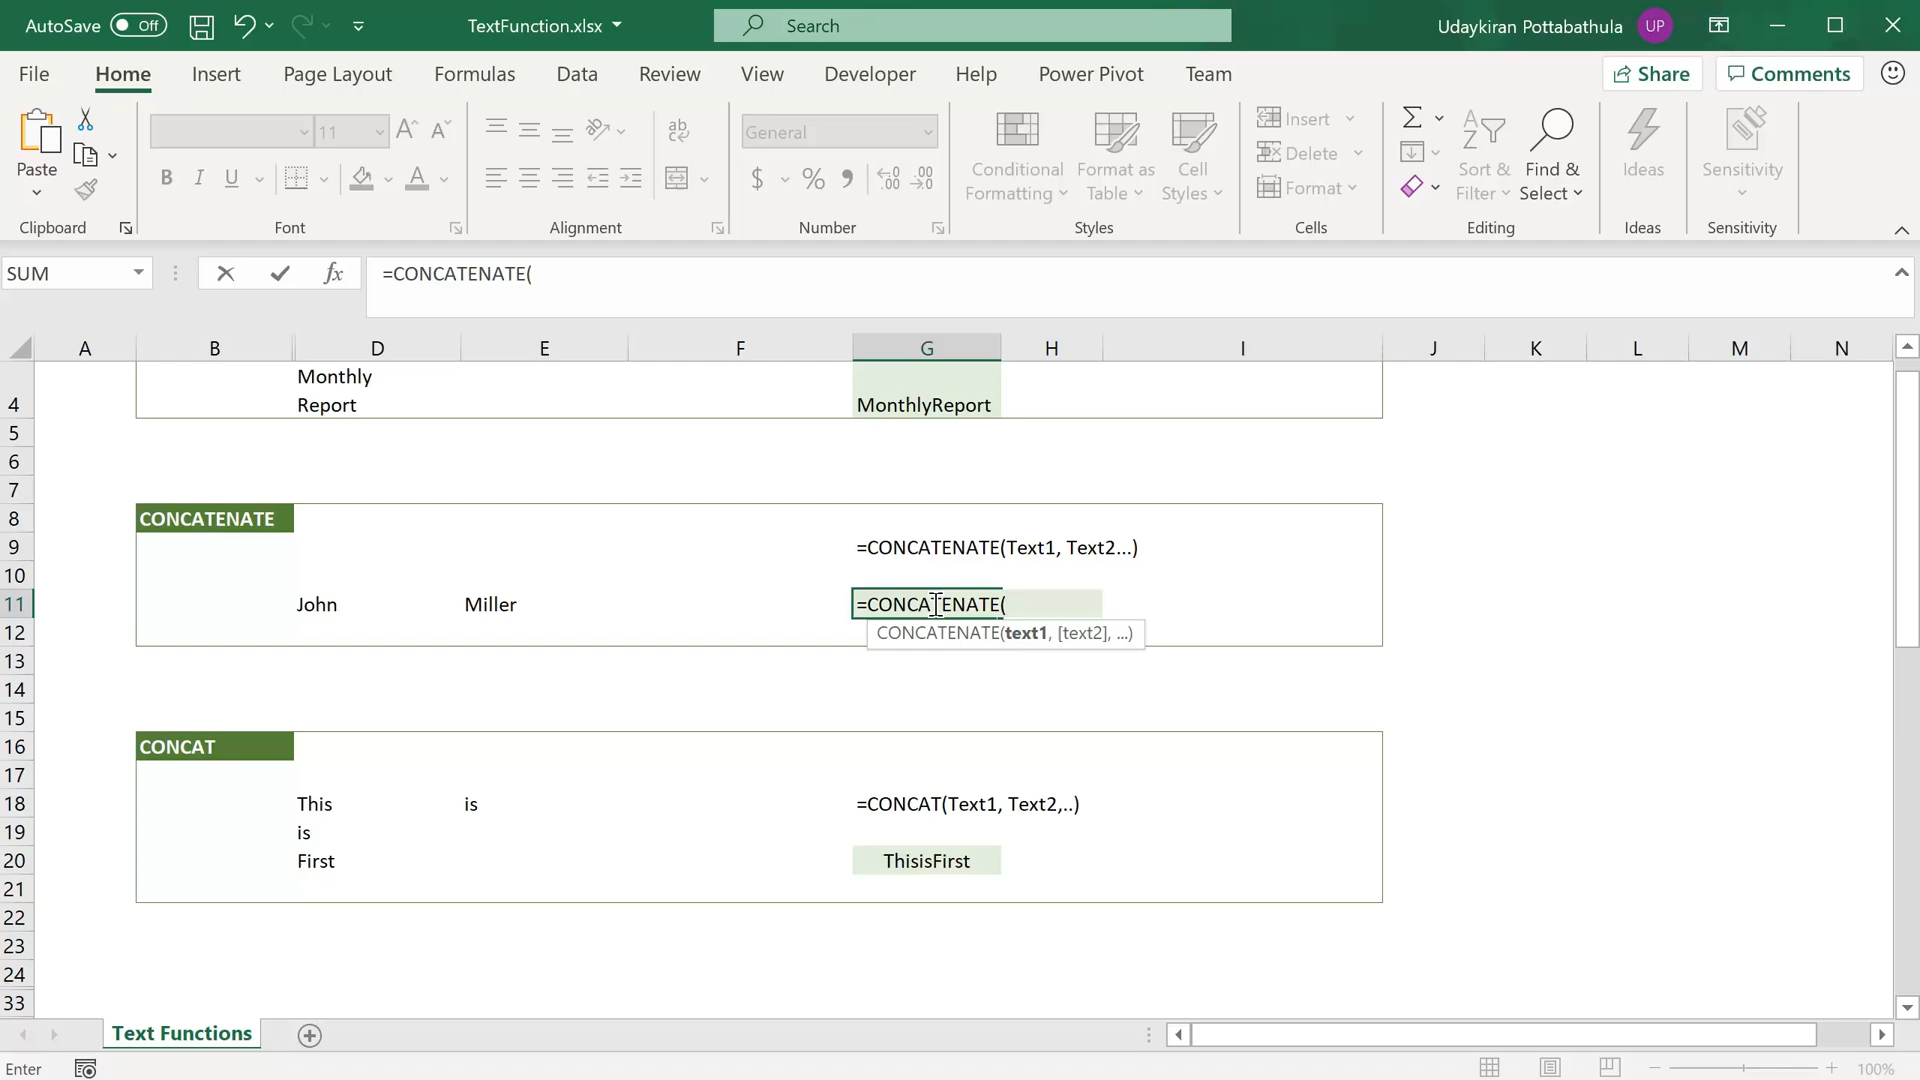 AutoSave Off TextFunction.xlsx Search Udaykiran Pottabathula UP
File Home Insert Page Layout Formulas Data Review View Developer Help Power Pivot Team Share Comments
Paste 11 A A ab General $ % Conditional Formatting Format as Table Cell Styles Insert Delete Format Sort & Filter Find & Select Ideas Sensitivity
B I U A
Clipboard Font Alignment Number Styles Cells Editing Ideas Sensitivity
SUM fx =CONCATENATE(
A B D E F G H I J K L M N
Monthly
4 Report MonthlyReport
5
6
7
8 CONCATENATE
9 =CONCATENATE(Text1, Text2...)
10
11 John Miller =CONCATENATE(
12 CONCATENATE(text1, [text2], ...)
13
14
15
16 CONCAT
17
18 This is =CONCAT(Text1, Text2,..)
19 is
20 First ThisisFirst
21
22
23
24
33
Text Functions
Enter 100%